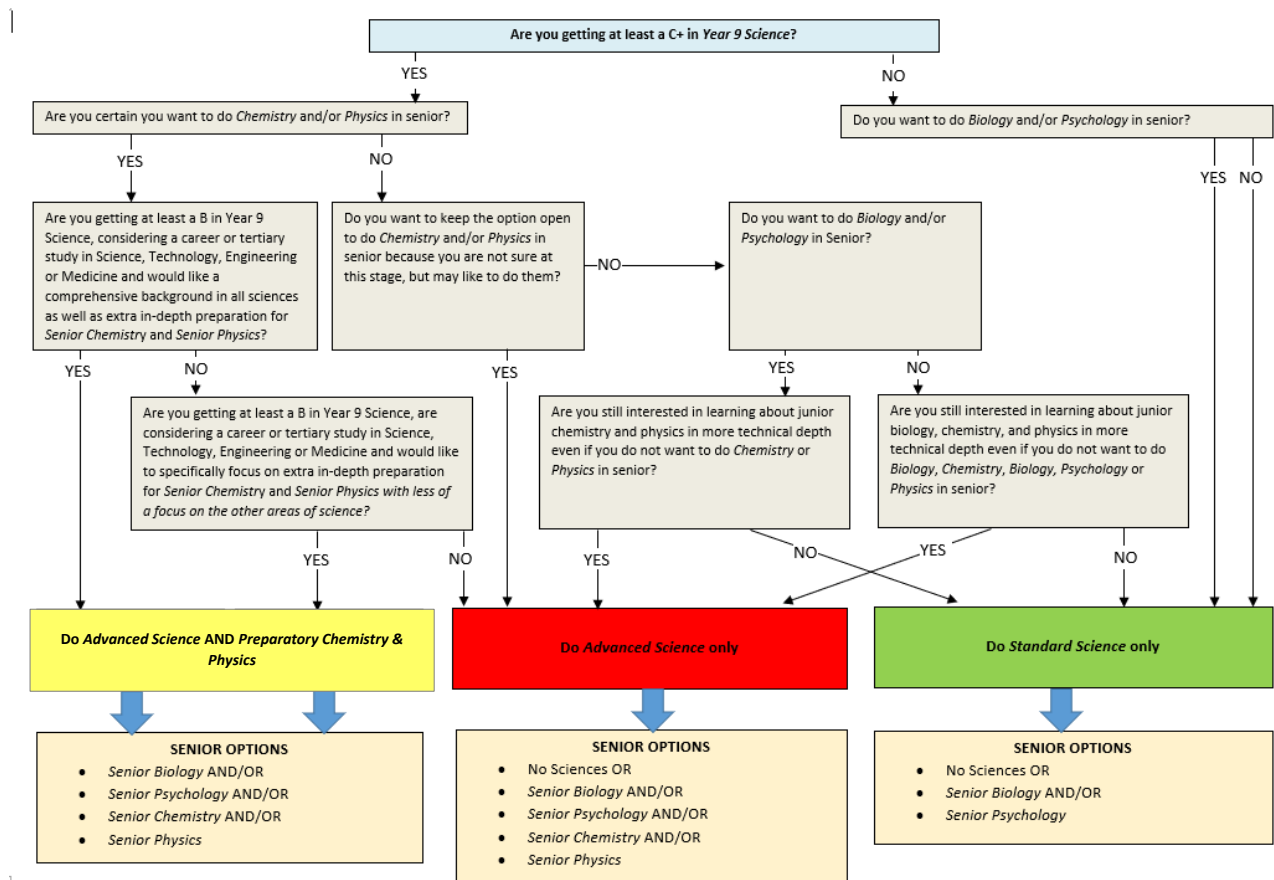 Are you getting at least a C+ in Year 9 Science?
YES
NO
Are you certain you want to do Chemistry and/or Physics in senior?
Do you want to do Biology and/or Psychology in senior?
YES
NO
YES
NO
Are you getting at least a B in Year 9
Science, considering a career or tertiary
study in Science, Technology, Engineering
or Medicine and would like a
comprehensive background in all sciences
as well as extra in-depth preparation for
Senior Chemistry and Senior Physics?
Do you want to keep the option open
to do Chemistry and/or Physics in
senior because you are not sure at
this stage, but may like to do them?
NO
Do you want to do Biology and/or
Psychology in Senior?
YES
NO
YES
YES
NO
Are you getting at least a B in Year 9 Science, are
considering a career or tertiary study in Science,
Technology, Engineering or Medicine and would like
to specifically focus on extra in-depth preparation
for Senior Chemistry and Senior Physics with less of
a focus on the other areas of science?
Are you still interested in learning about junior
chemistry and physics in more technical depth
even if you do not want to do Chemistry or
Physics in senior?
Are you still interested in learning about junior
biology, chemistry, and physics in more
technical depth even if you do not want to do
Biology, Chemistry, Biology, Psychology or
Physics in senior?
YES
NO
YES
NO
YES
NO
Do Advanced Science AND Preparatory Chemistry &
Physics
Do Advanced Science only
Do Standard Science only
SENIOR OPTIONS
• Senior Biology AND/OR
• Senior Psychology AND/OR
• Senior Chemistry AND/OR
• Senior Physics
SENIOR OPTIONS
• No Sciences OR
• Senior Biology AND/OR
• Senior Psychology AND/OR
• Senior Chemistry AND/OR
• Senior Physics
SENIOR OPTIONS
• No Sciences OR
• Senior Biology AND/OR
• Senior Psychology